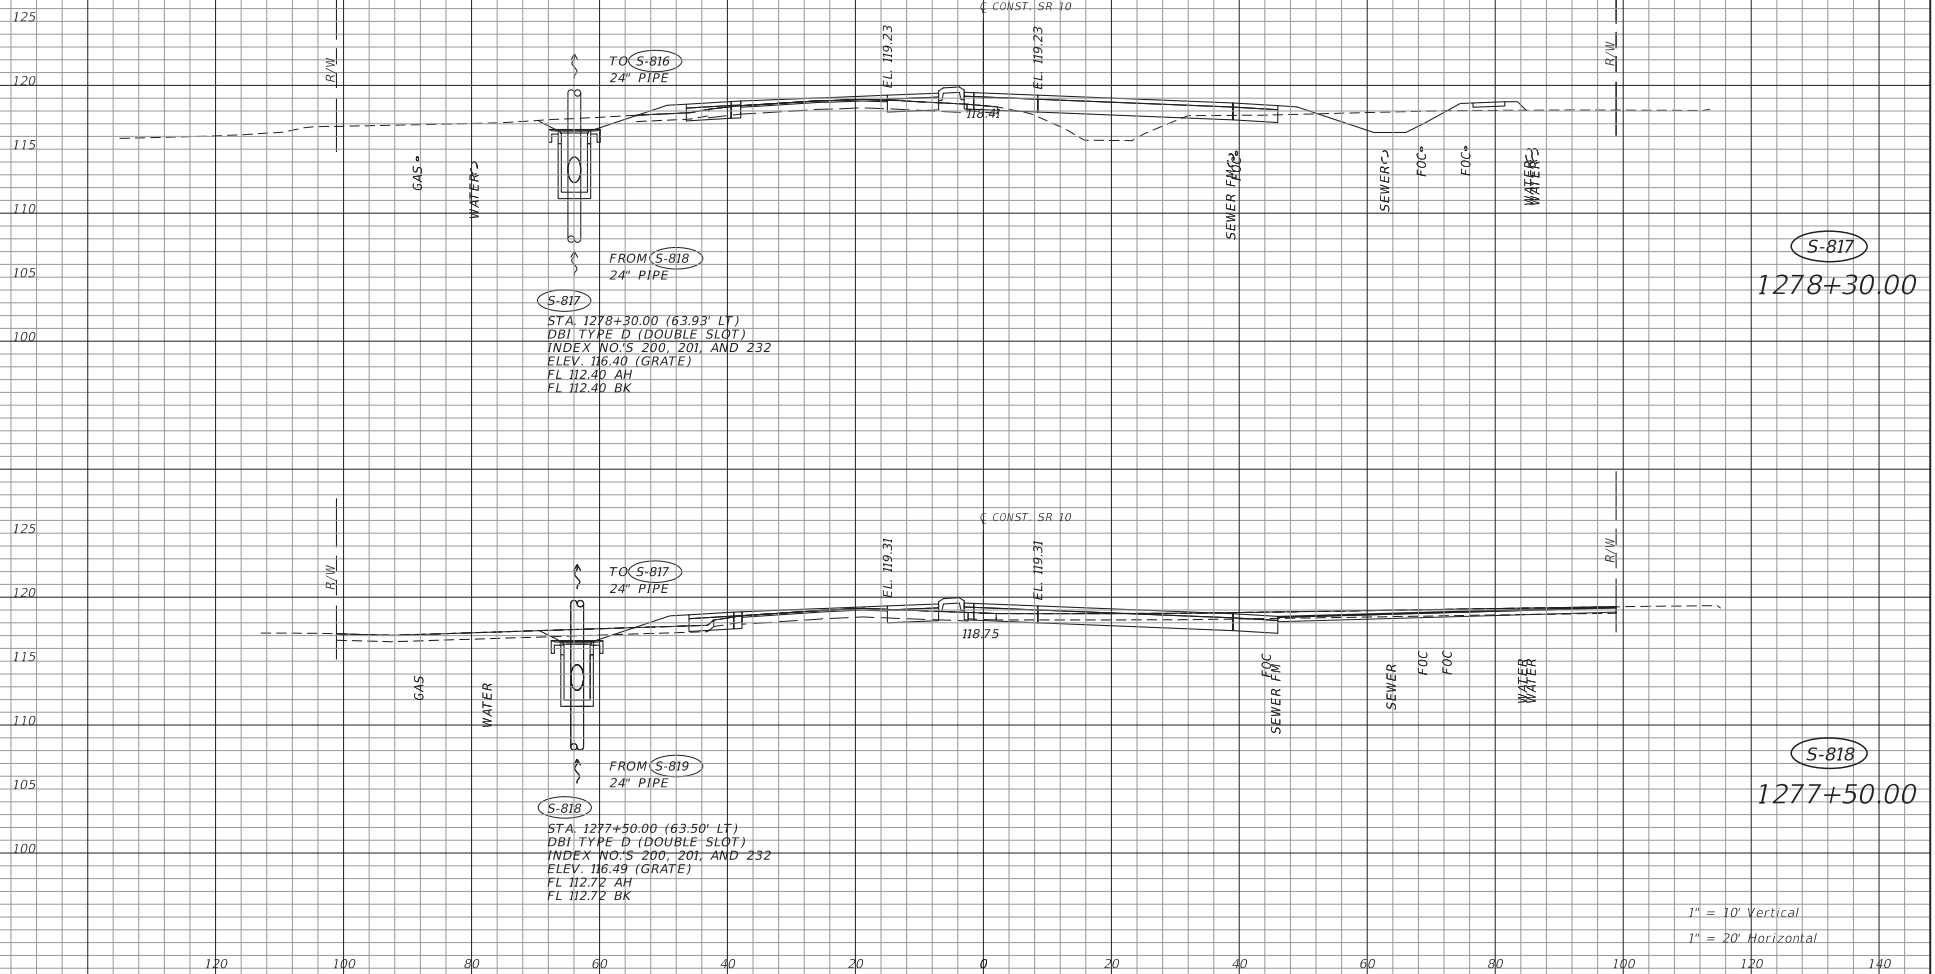 125
120
115
110
105
100
℄ CONST. SR 10
R/W
TO S-816
24" PIPE
EL. 119.23
EL. 119.23
R/W
118.41
GAS
WATER
SEWER FM
FOC
SEWER
FOC
FOC
WATER
WATER
FROM S-818
24" PIPE
S-817
STA. 1278+30.00 (63.93' LT)
DBI TYPE D (DOUBLE SLOT)
INDEX NO.'S 200, 201, AND 232
ELEV. 116.40 (GRATE)
FL 112.40 AH
FL 112.40 BK
S-817
1278+30.00
125
120
115
110
105
100
℄ CONST. SR 10
R/W
TO S-817
24" PIPE
EL. 119.31
EL. 119.31
R/W
118.75
GAS
WATER
FOC
SEWER FM
SEWER
FOC
FOC
WATER
WATER
FROM S-819
24" PIPE
S-818
STA. 1277+50.00 (63.50' LT)
DBI TYPE D (DOUBLE SLOT)
INDEX NO.'S 200, 201, AND 232
ELEV. 116.49 (GRATE)
FL 112.72 AH
FL 112.72 BK
S-818
1277+50.00
1" = 10' Vertical
1" = 20' Horizontal
120 100 80 60 40 20 0 20 40 60 80 100 120 140